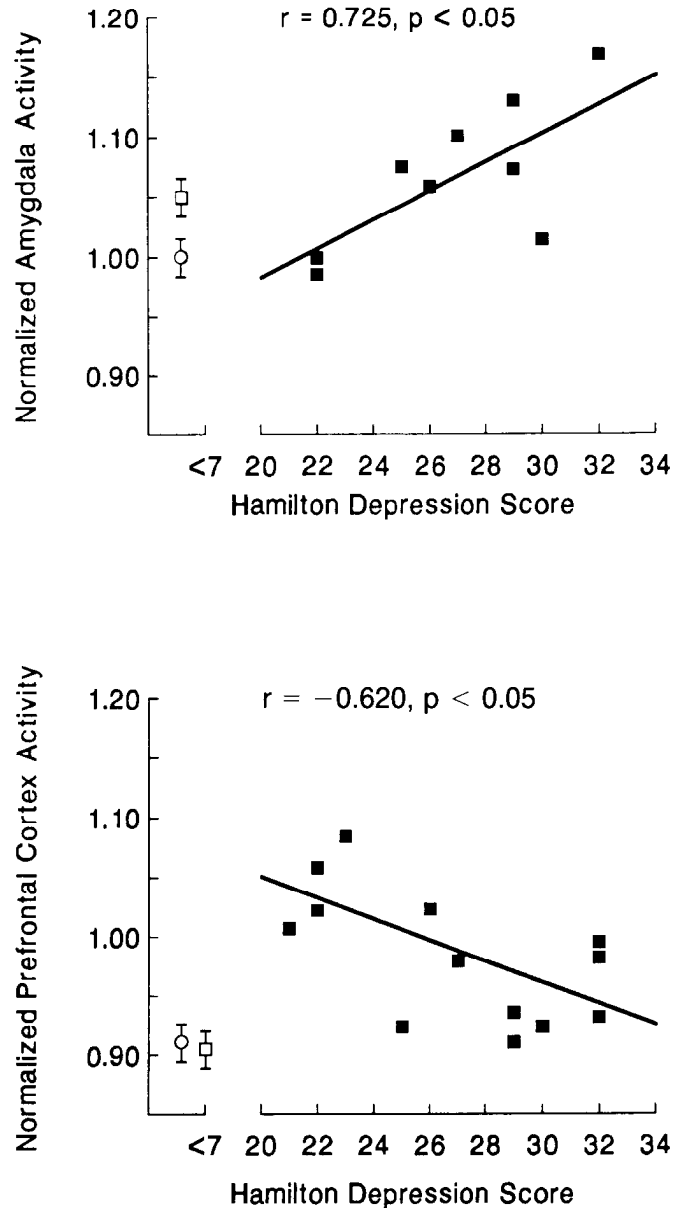 r = 0.725, p < 0.05
Normalized Amygdala Activity
1.20
1.10
1.00
0.90
<7 20 22 24 26 28 30 32 34
Hamilton Depression Score
r = −0.620, p < 0.05
Normalized Prefrontal Cortex Activity
1.20
1.10
1.00
0.90
<7 20 22 24 26 28 30 32 34
Hamilton Depression Score